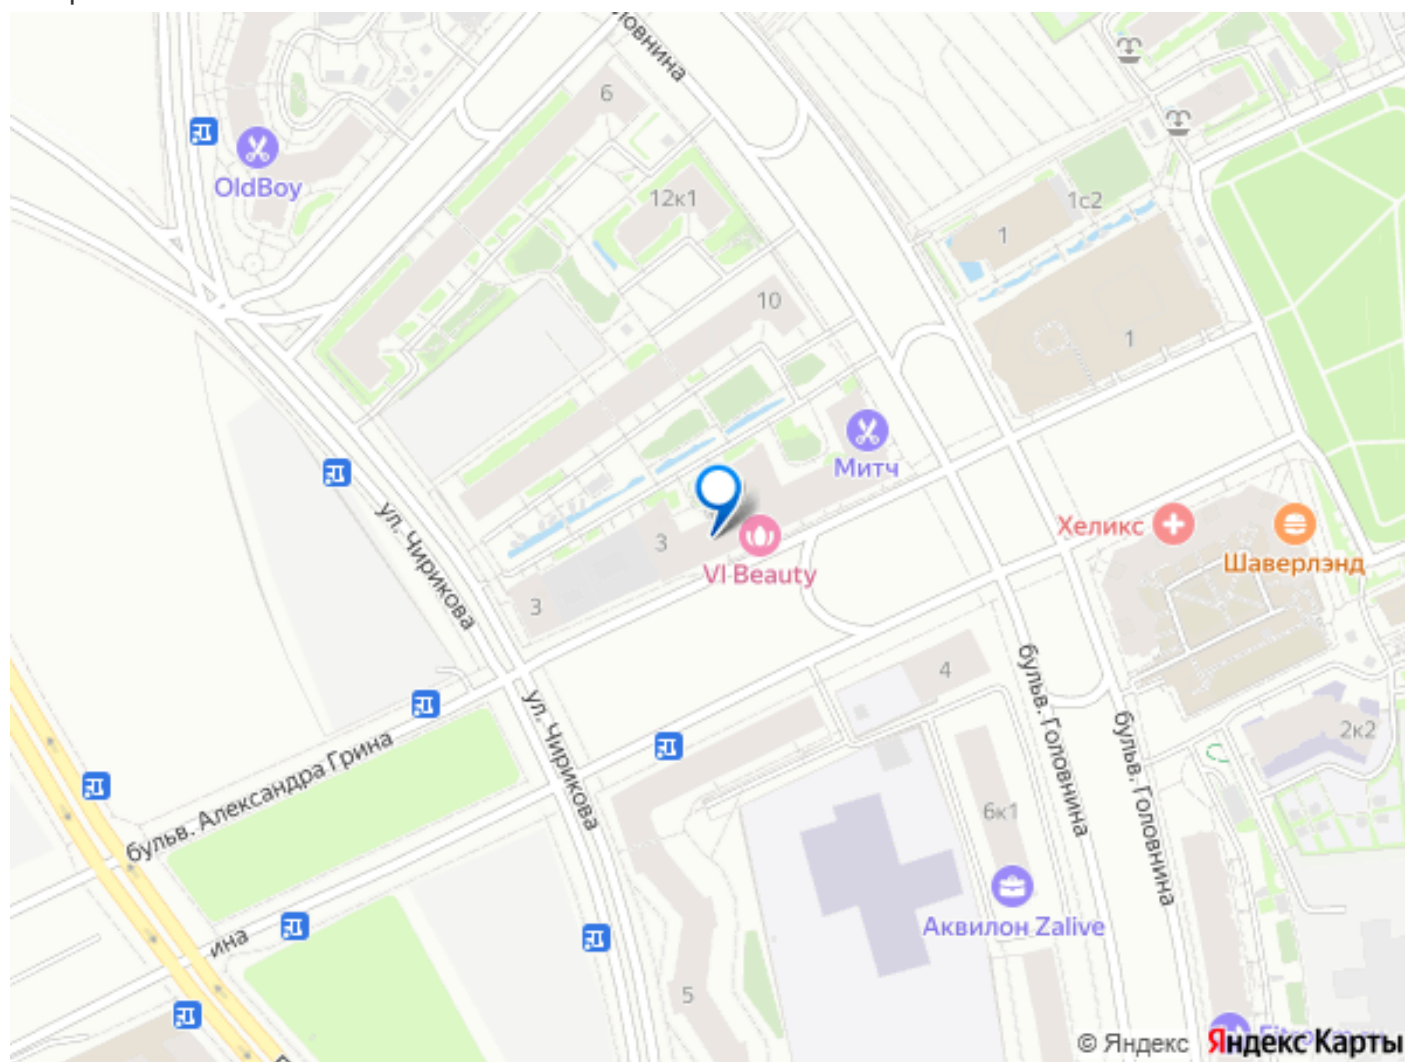 6
OldBoy
12к1
1с2
1
10
1
Митч
ул. Чирикова
Хеликс
Шаверлэнд
3
VI Beauty
3
4
бульв. Головнина
ул. Чирикова
бульв. Головнина
2к2
бульв. Александра Грина
6к1
Аквилон Zalive
ина
5
© Яндекс
Яндекс Карты